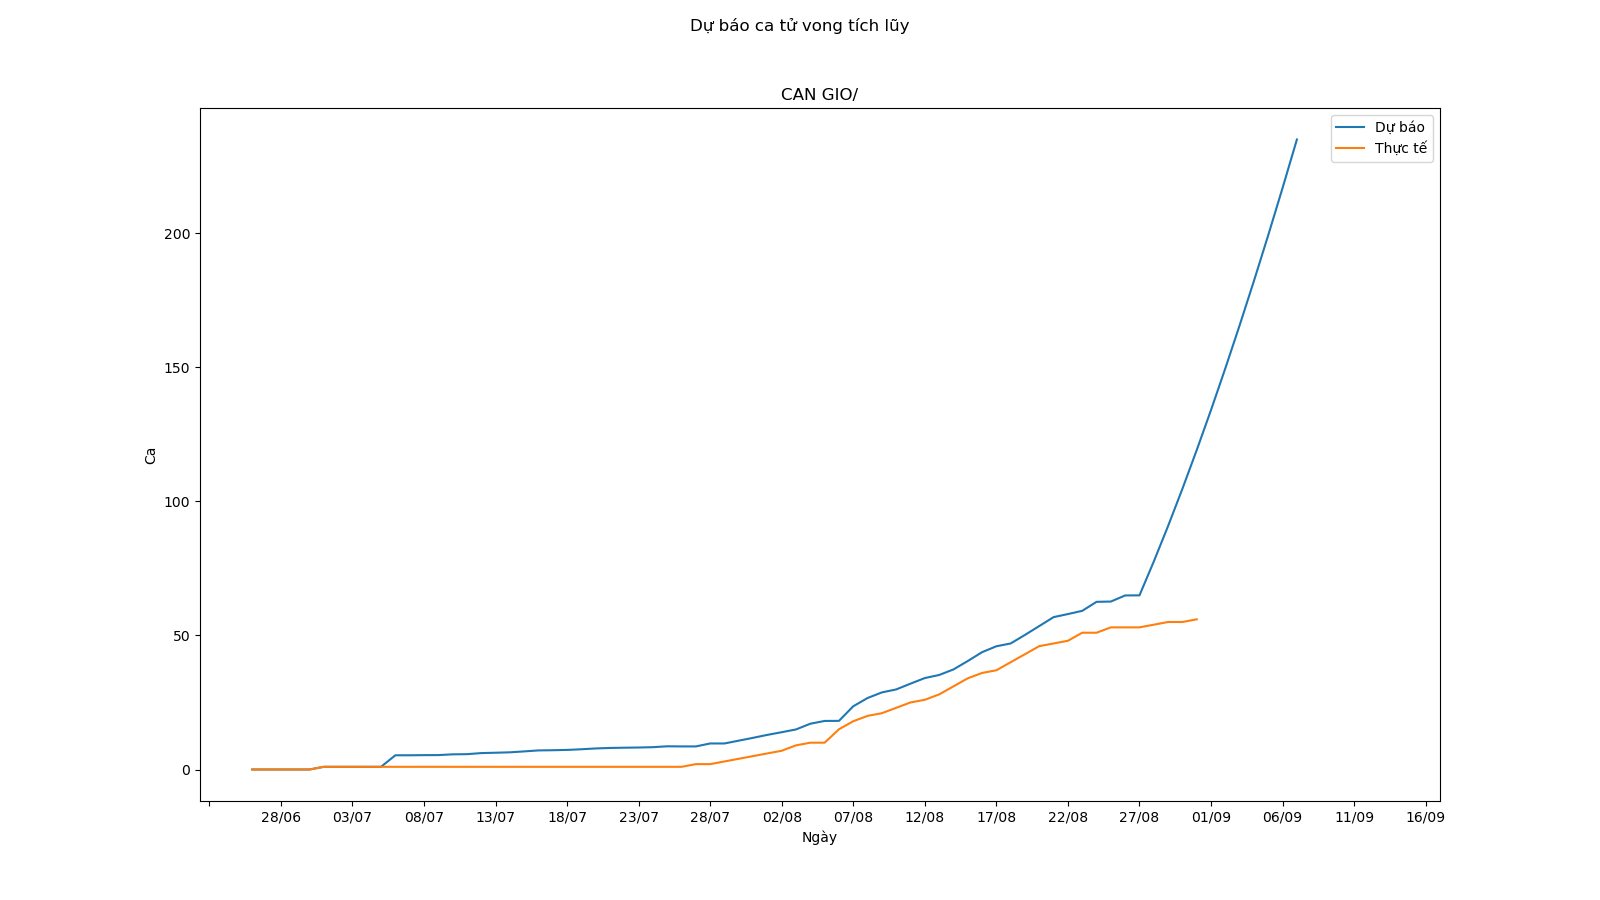 Dự báo ca tử vong tích lũy
CAN GIO/
Dự báo
Thực tế
Ca
200
150
100
50
0
28/06 03/07 08/07 13/07 18/07 23/07 28/07 02/08 07/08 12/08 17/08 22/08 27/08 01/09 06/09 11/09 16/09
Ngày